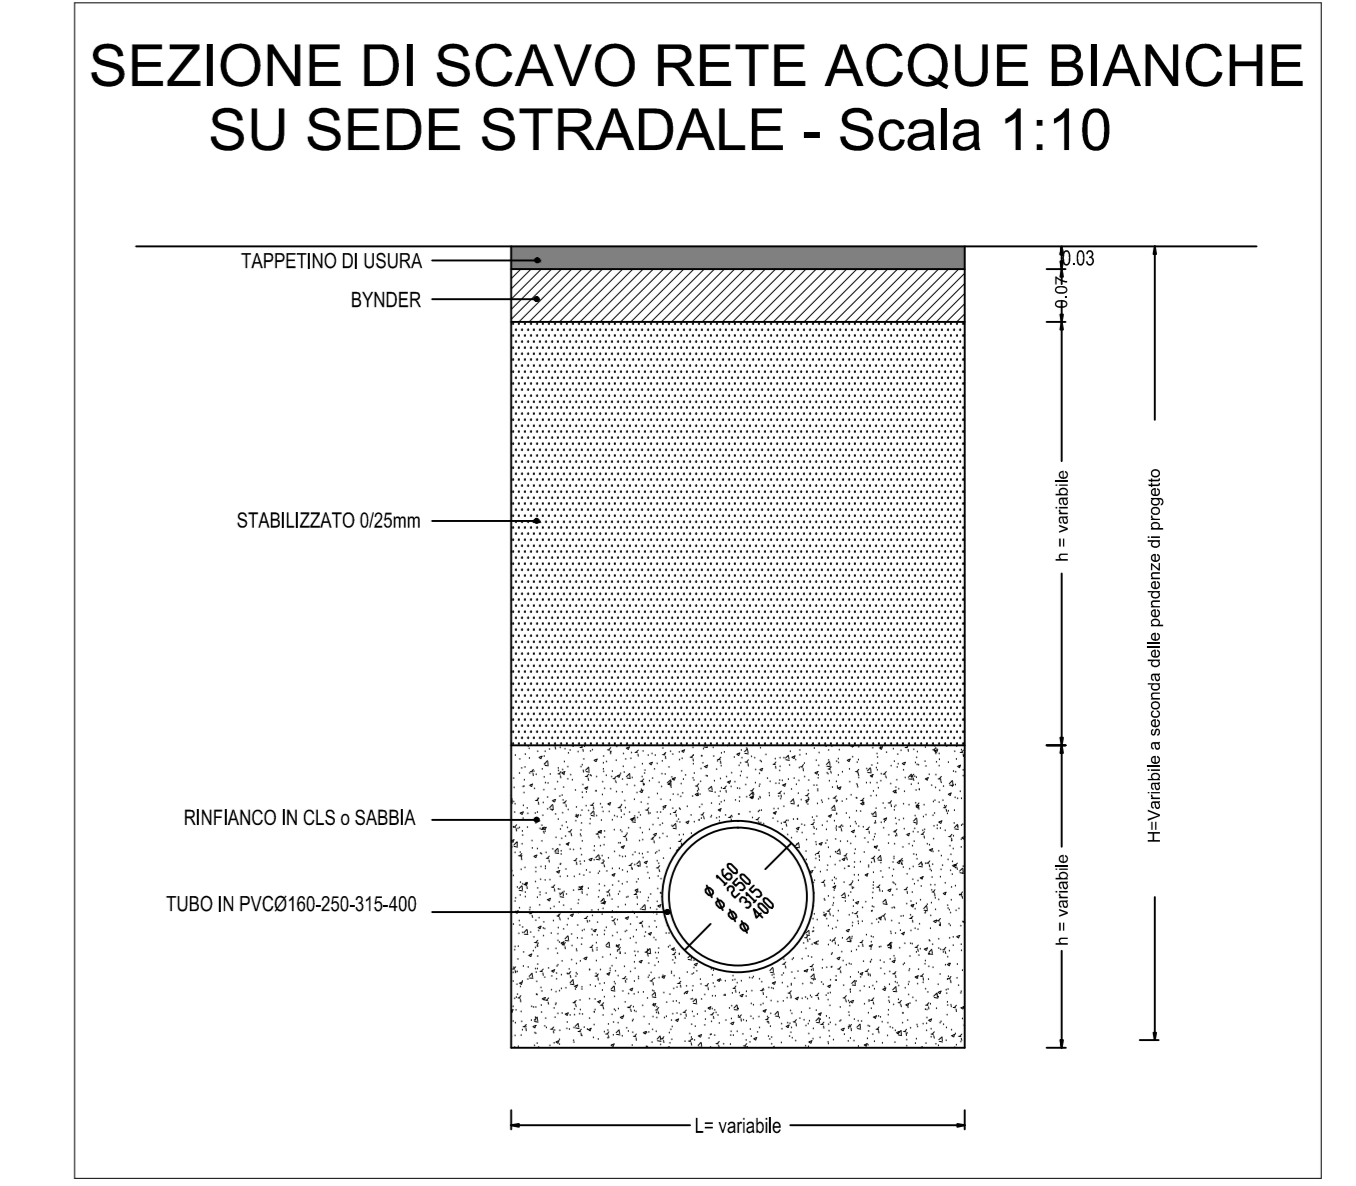 SEZIONE DI SCAVO RETE ACQUE BIANCHE
SU SEDE STRADALE - Scala 1:10
TAPPETINO DI USURA
0.03
BYNDER
0.07
STABILIZZATO 0/25mm
h = variabile
H=Variabile a seconda delle pendenze di progetto
RINFIANCO IN CLS o SABBIA
TUBO IN PVCØ160-250-315-400
ø 160
ø 250
ø 315
ø 400
h = variabile
L= variabile